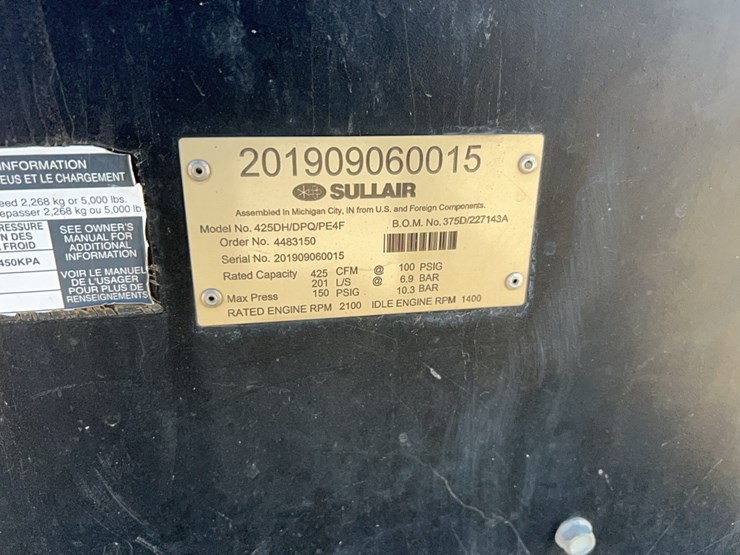 INFORMATION
EUS ET LE CHARGEMENT
2,268 kg or 5,000 lbs.
2,268 kg ou 5,000 lb.
SEE OWNER'S
MANUAL FOR
ADDITIONAL
INFORMATION
VOIR LE MANUEL
DE L'USAGER
POUR PLUS DE
RENSEIGNEMENTS
DES
FROID
450KPA
201909060015
SULLAIR
Assembled in Michigan City, IN from U.S. and Foreign Components.
Model No. 425DH/DPQ/PE4F B.O.M. No. 375D/227143A
Order No. 4483150
Serial No. 201909060015
Rated Capacity 425 CFM @ 100 PSIG
201 L/S @ 6.9 BAR
Max Press 150 PSIG 10.3 BAR
RATED ENGINE RPM 2100 IDLE ENGINE RPM 1400